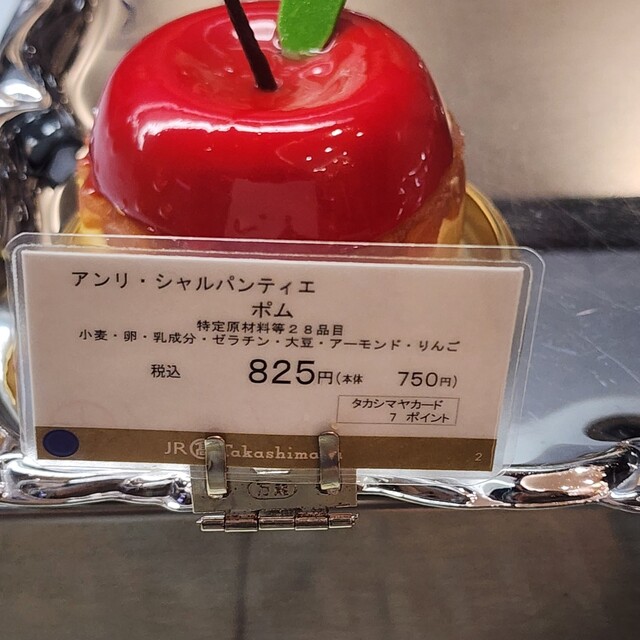 アンリ・シャルパンティエ
ポム
特定原材料等28品目
小麦・卵・乳成分・ゼラチン・大豆・アーモンド・りんご
税込 825円(本体 750円)
タカシマヤカード
7 ポイント
JR 髙 Takashimaya 2
万能